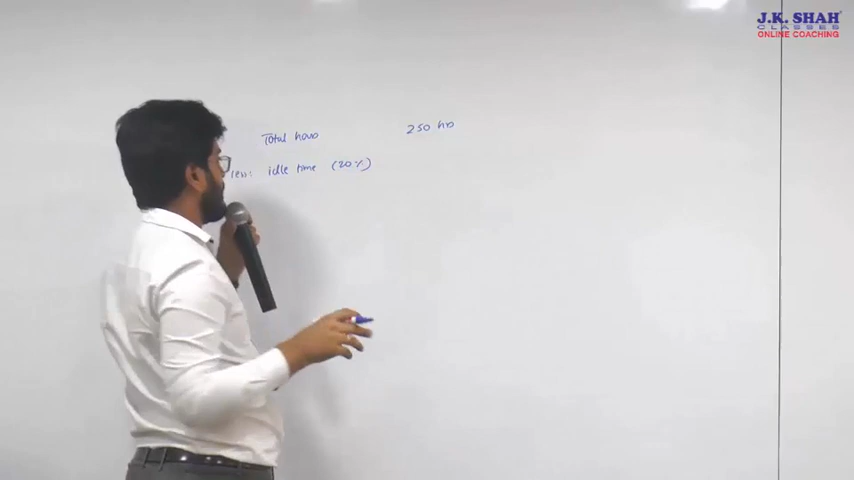 J.K. SHAH
CLASSES
ONLINE COACHING
Total hours 250 hrs
less: idle time (20%)